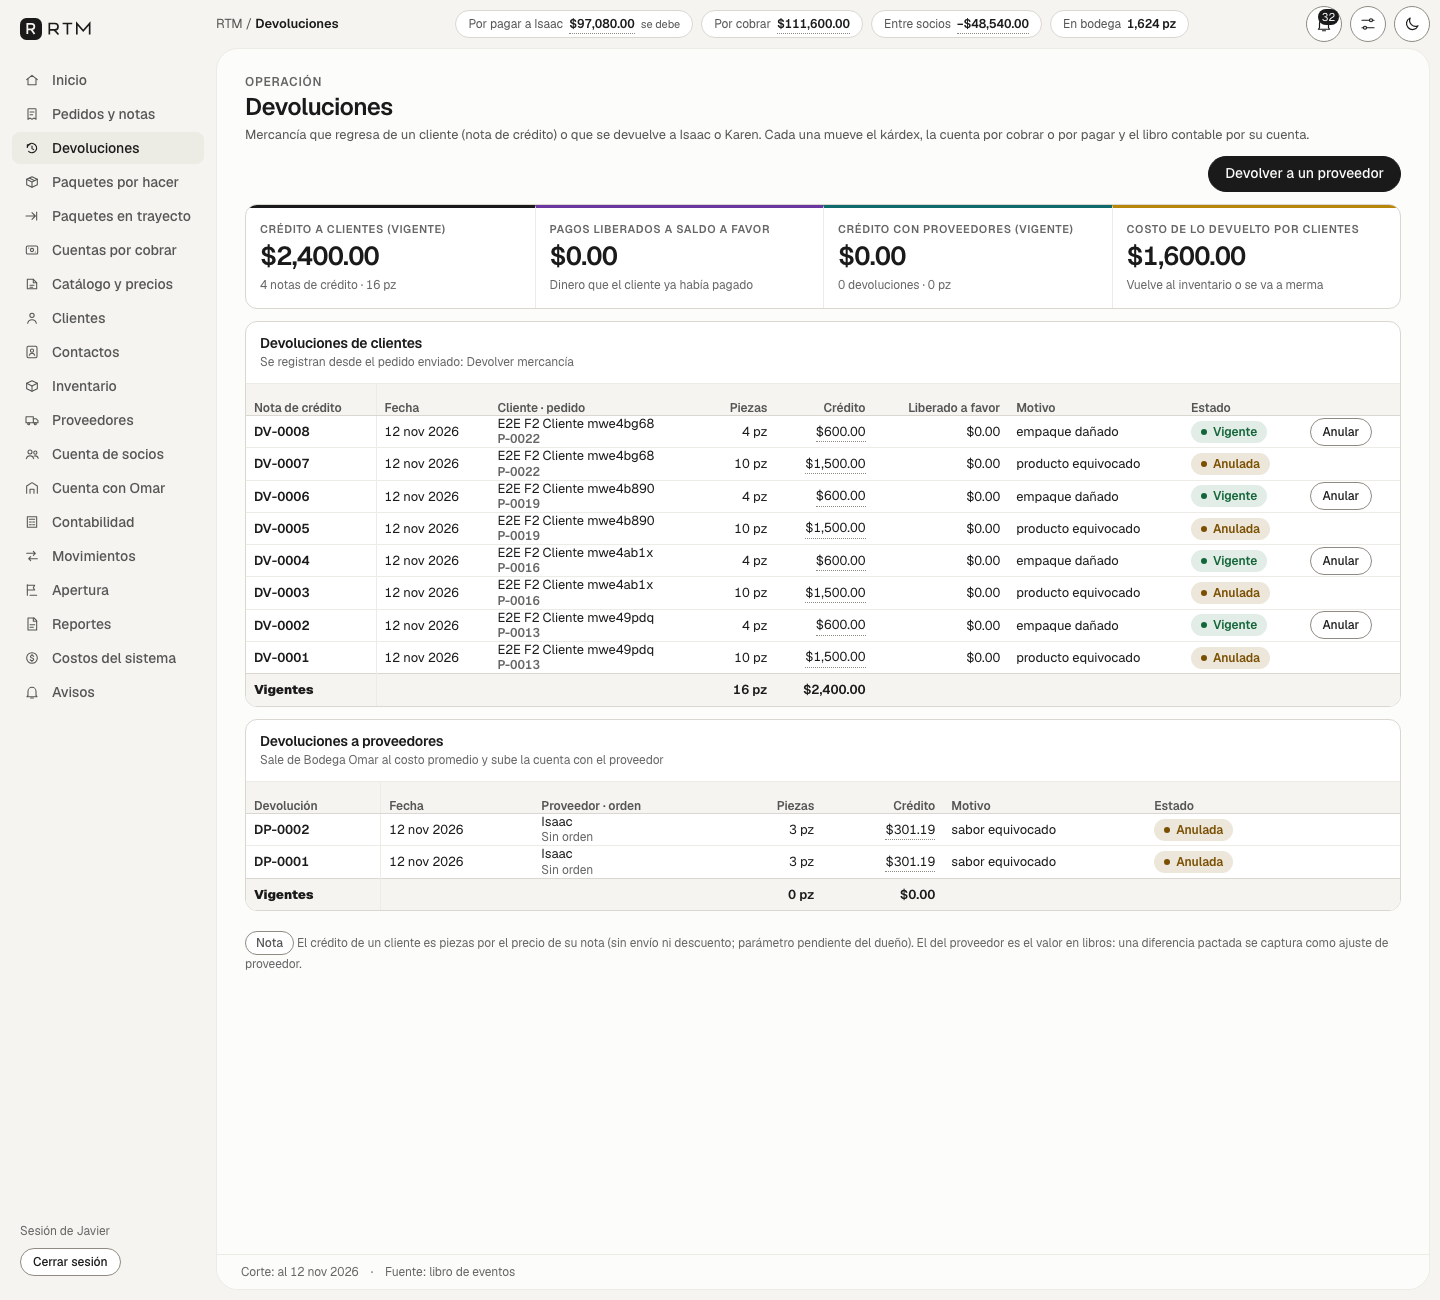 R RTM
RTM / Devoluciones
Por pagar a Isaac $97,080.00 se debe
Por cobrar $111,600.00
Entre socios −$48,540.00
En bodega 1,624 pz
32
Inicio
Pedidos y notas
Devoluciones
Paquetes por hacer
Paquetes en trayecto
Cuentas por cobrar
Catálogo y precios
Clientes
Contactos
Inventario
Proveedores
Cuenta de socios
Cuenta con Omar
Contabilidad
Movimientos
Apertura
Reportes
Costos del sistema
Avisos
Sesión de Javier
Cerrar sesión
OPERACIÓN
Devoluciones
Mercancía que regresa de un cliente (nota de crédito) o que se devuelve a Isaac o Karen. Cada una mueve el kárdex, la cuenta por cobrar o por pagar y el libro contable por su cuenta.
Devolver a un proveedor
CRÉDITO A CLIENTES (VIGENTE)
$2,400.00
4 notas de crédito · 16 pz
PAGOS LIBERADOS A SALDO A FAVOR
$0.00
Dinero que el cliente ya había pagado
CRÉDITO CON PROVEEDORES (VIGENTE)
$0.00
0 devoluciones · 0 pz
COSTO DE LO DEVUELTO POR CLIENTES
$1,600.00
Vuelve al inventario o se va a merma
Devoluciones de clientes
Se registran desde el pedido enviado: Devolver mercancía
Nota de crédito Fecha Cliente · pedido Piezas Crédito Liberado a favor Motivo Estado
DV-0008 12 nov 2026 E2E F2 Cliente mwe4bg68 4 pz $600.00 $0.00 empaque dañado Vigente Anular
P-0022
DV-0007 12 nov 2026 E2E F2 Cliente mwe4bg68 10 pz $1,500.00 $0.00 producto equivocado Anulada
P-0022
DV-0006 12 nov 2026 E2E F2 Cliente mwe4b890 4 pz $600.00 $0.00 empaque dañado Vigente Anular
P-0019
DV-0005 12 nov 2026 E2E F2 Cliente mwe4b890 10 pz $1,500.00 $0.00 producto equivocado Anulada
P-0019
DV-0004 12 nov 2026 E2E F2 Cliente mwe4ab1x 4 pz $600.00 $0.00 empaque dañado Vigente Anular
P-0016
DV-0003 12 nov 2026 E2E F2 Cliente mwe4ab1x 10 pz $1,500.00 $0.00 producto equivocado Anulada
P-0016
DV-0002 12 nov 2026 E2E F2 Cliente mwe49pdq 4 pz $600.00 $0.00 empaque dañado Vigente Anular
P-0013
DV-0001 12 nov 2026 E2E F2 Cliente mwe49pdq 10 pz $1,500.00 $0.00 producto equivocado Anulada
P-0013
Vigentes 16 pz $2,400.00
Devoluciones a proveedores
Sale de Bodega Omar al costo promedio y sube la cuenta con el proveedor
Devolución Fecha Proveedor · orden Piezas Crédito Motivo Estado
DP-0002 12 nov 2026 Isaac 3 pz $301.19 sabor equivocado Anulada
Sin orden
DP-0001 12 nov 2026 Isaac 3 pz $301.19 sabor equivocado Anulada
Sin orden
Vigentes 0 pz $0.00
Nota El crédito de un cliente es piezas por el precio de su nota (sin envío ni descuento; parámetro pendiente del dueño). El del proveedor es el valor en libros: una diferencia pactada se captura como ajuste de
proveedor.
Corte: al 12 nov 2026 · Fuente: libro de eventos